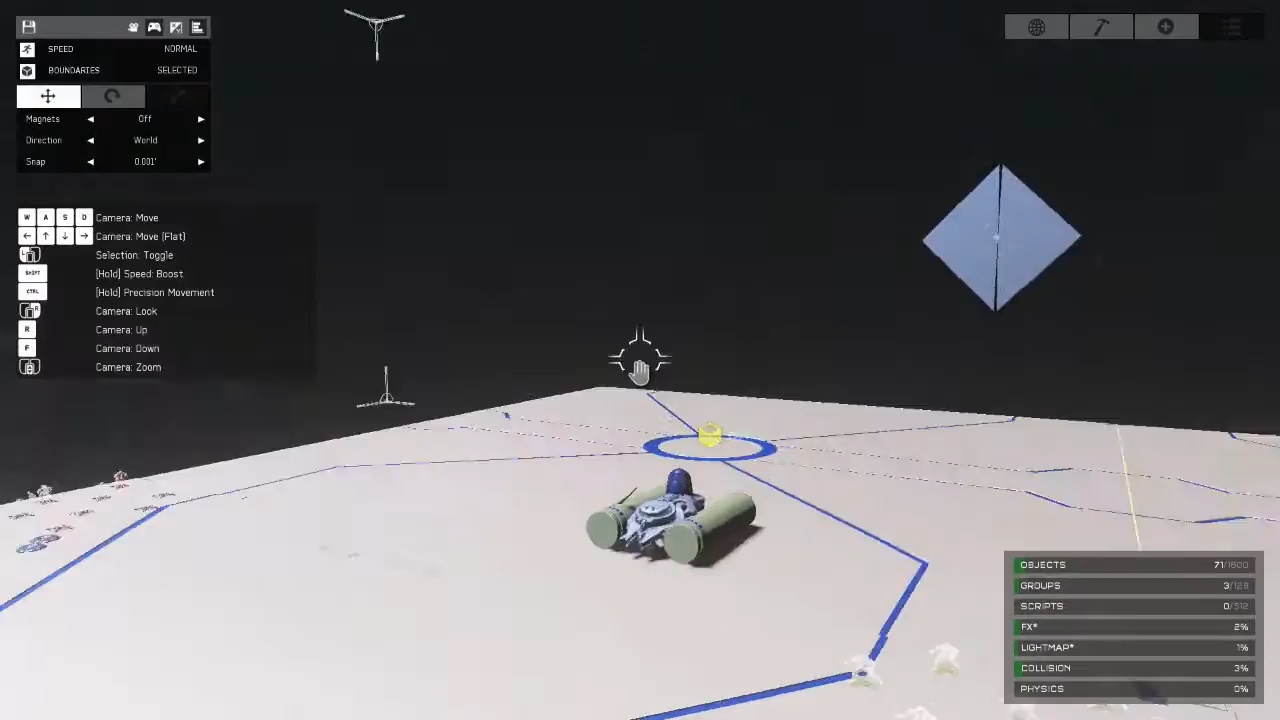 SPEED NORMAL
BOUNDARIES SELECTED
Magnets Off
Direction World
Snap 0.001'
W A S D Camera: Move
Camera: Move (Flat)
Selection: Toggle
SHIFT [Hold] Speed: Boost
CTRL [Hold] Precision Movement
R Camera: Look
R Camera: Up
F Camera: Down
Camera: Zoom
OBJECTS 71/1600
GROUPS 3/128
SCRIPTS 0/512
FX* 2%
LIGHTMAP* 1%
COLLISION 3%
PHYSICS 0%